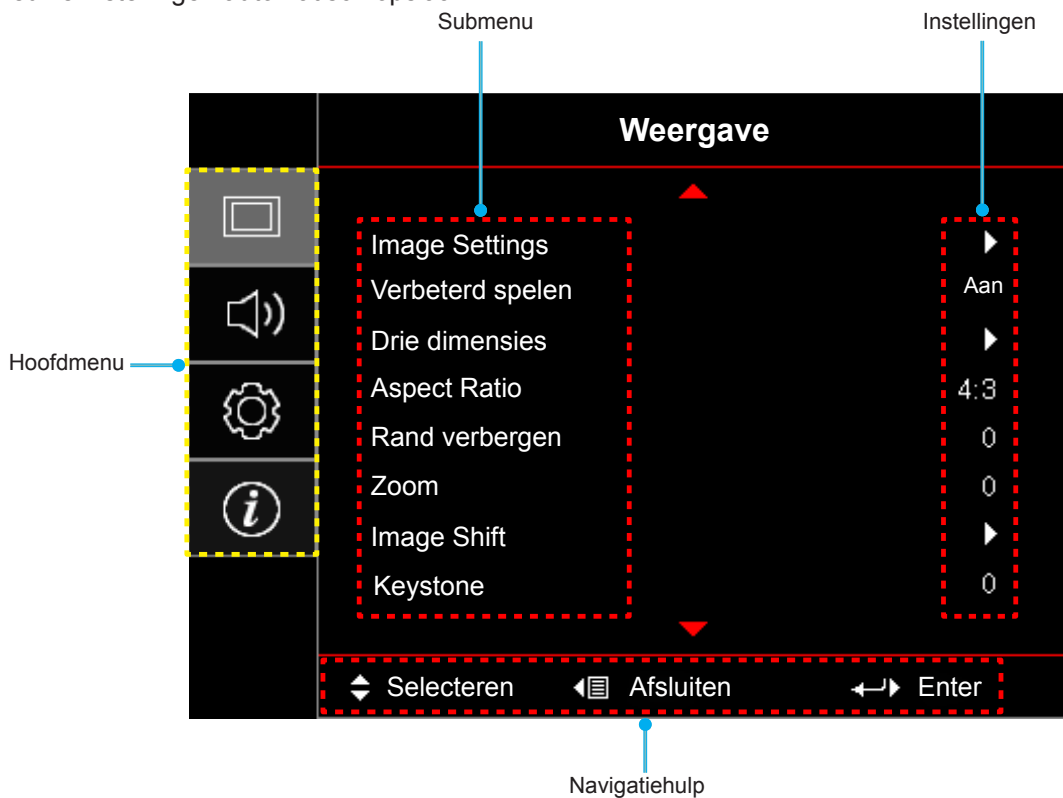 Submenu
Instellingen
Weergave
Image Settings
Verbeterd spelen
Aan
Drie dimensies
Hoofdmenu
Aspect Ratio
4:3
Rand verbergen
0
Zoom
0
Image Shift
Keystone
0
Selecteren
Afsluiten
Enter
Navigatiehulp